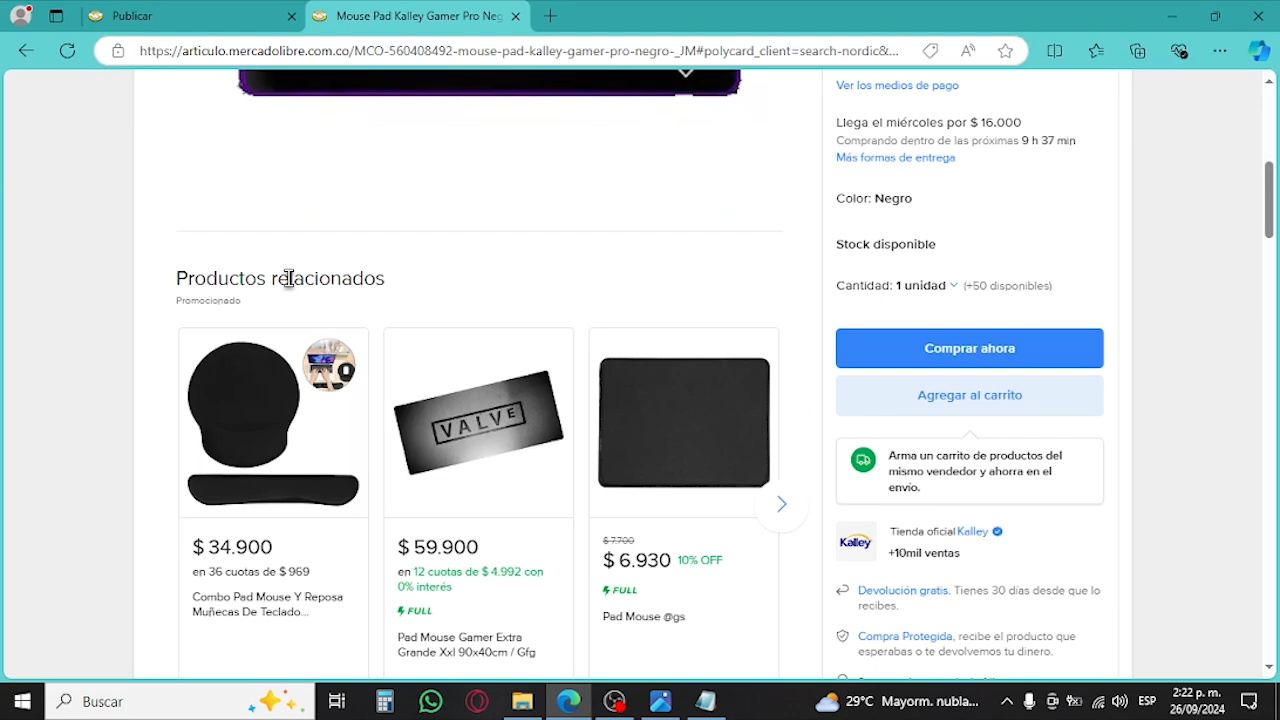 Publicar
Mouse Pad Kalley Gamer Pro Neg
https://articulo.mercadolibre.com.co/MCO-560408492-mouse-pad-kalley-gamer-pro-negro-_JM#polycard_client=search-nordic&...
Ver los medios de pago
Llega el miércoles por $ 16.000
Comprando dentro de las próximas 9 h 37 min
Más formas de entrega
Color: Negro
Stock disponible
Cantidad: 1 unidad (+50 disponibles)
Comprar ahora
Agregar al carrito
Arma un carrito de productos del
mismo vendedor y ahorra en el
envío.
Kalley
Tienda oficial Kalley
+10mil ventas
Devolución gratis. Tienes 30 días desde que lo
recibes.
Compra Protegida, recibe el producto que
esperabas o te devolvemos tu dinero.
Productos relacionados
Promocionado
$ 34.900
en 36 cuotas de $ 969
Combo Pad Mouse Y Reposa
Muñecas De Teclado...
VALVE
$ 59.900
en 12 cuotas de $ 4.992 con
0% interés
FULL
Pad Mouse Gamer Extra
Grande Xxl 90x40cm / Gfg
$ 7.700
$ 6.930 10% OFF
FULL
Pad Mouse @gs
Buscar
29°C Mayorm. nubla...
ESP
2:22 p. m.
26/09/2024